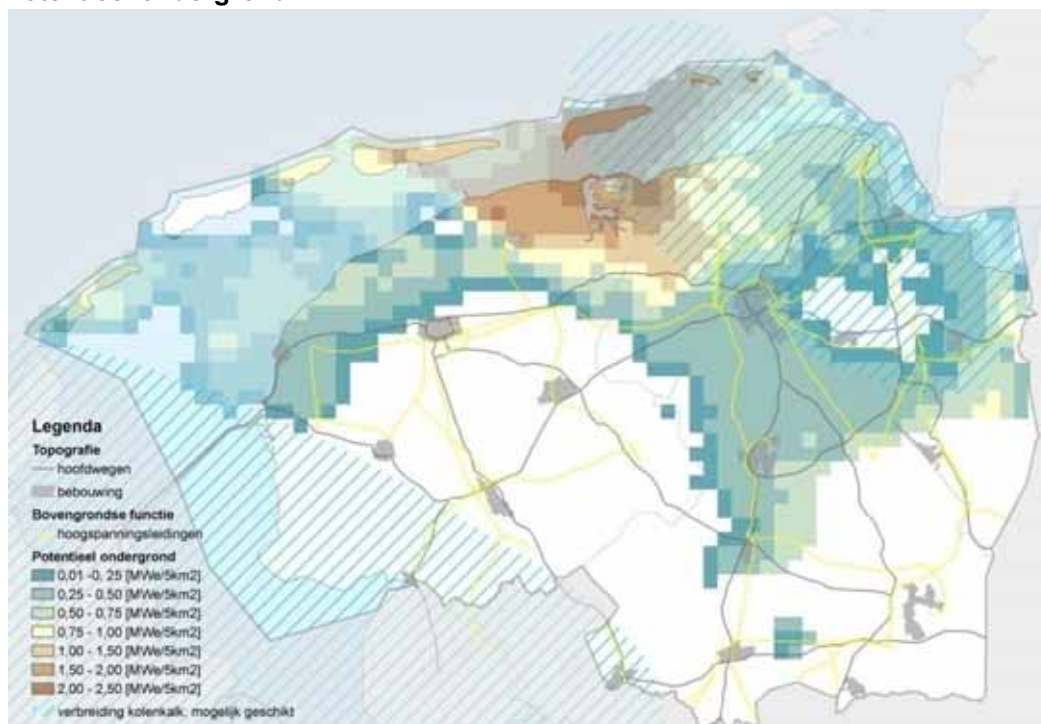 Legenda
Topografie
hoofdwegen
bebouwing
Bovengrondse functie
hoogspanningsleidingen
Potentieel ondergrond
0,01 -0, 25 [MWe/5km2]
0,25 - 0,50 [MWe/5km2]
0,50 - 0,75 [MWe/5km2]
0,75 - 1,00 [MWe/5km2]
1,00 - 1,50 [MWe/5km2]
1,50 - 2,00 [MWe/5km2]
2,00 - 2,50 [MWe/5km2]
verbreiding kolenkalk: mogelijk geschikt